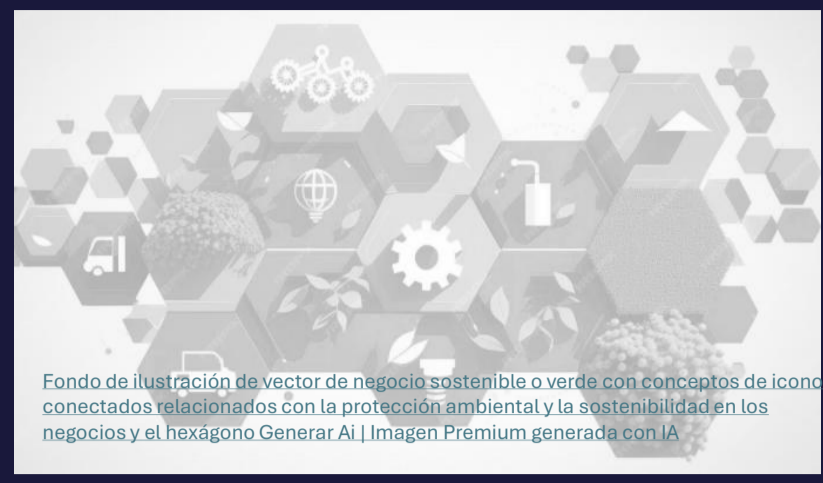 Fondo de ilustración de vector de negocio sostenible o verde con conceptos de icono
conectados relacionados con la protección ambiental y la sostenibilidad en los
negocios y el hexágono Generar Ai | Imagen Premium generada con IA